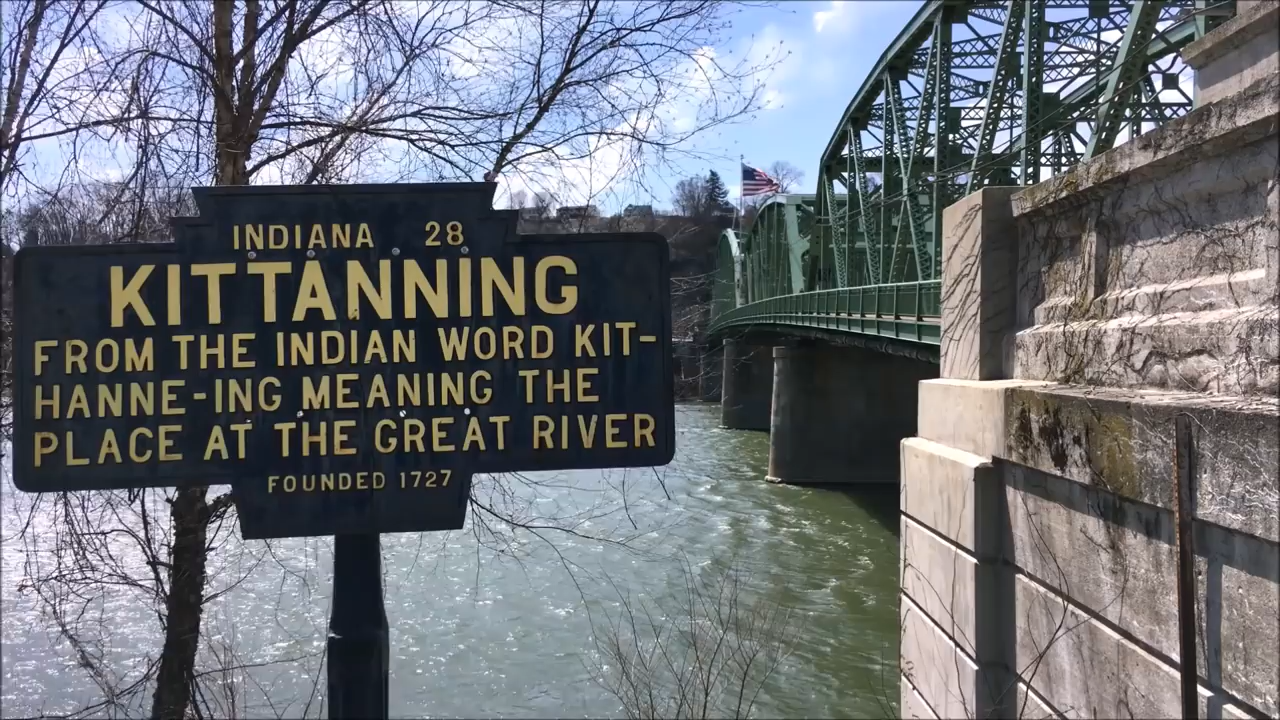 INDIANA 28
KITTANNING
FROM THE INDIAN WORD KIT-
HANNE-ING MEANING THE
PLACE AT THE GREAT RIVER
FOUNDED 1727